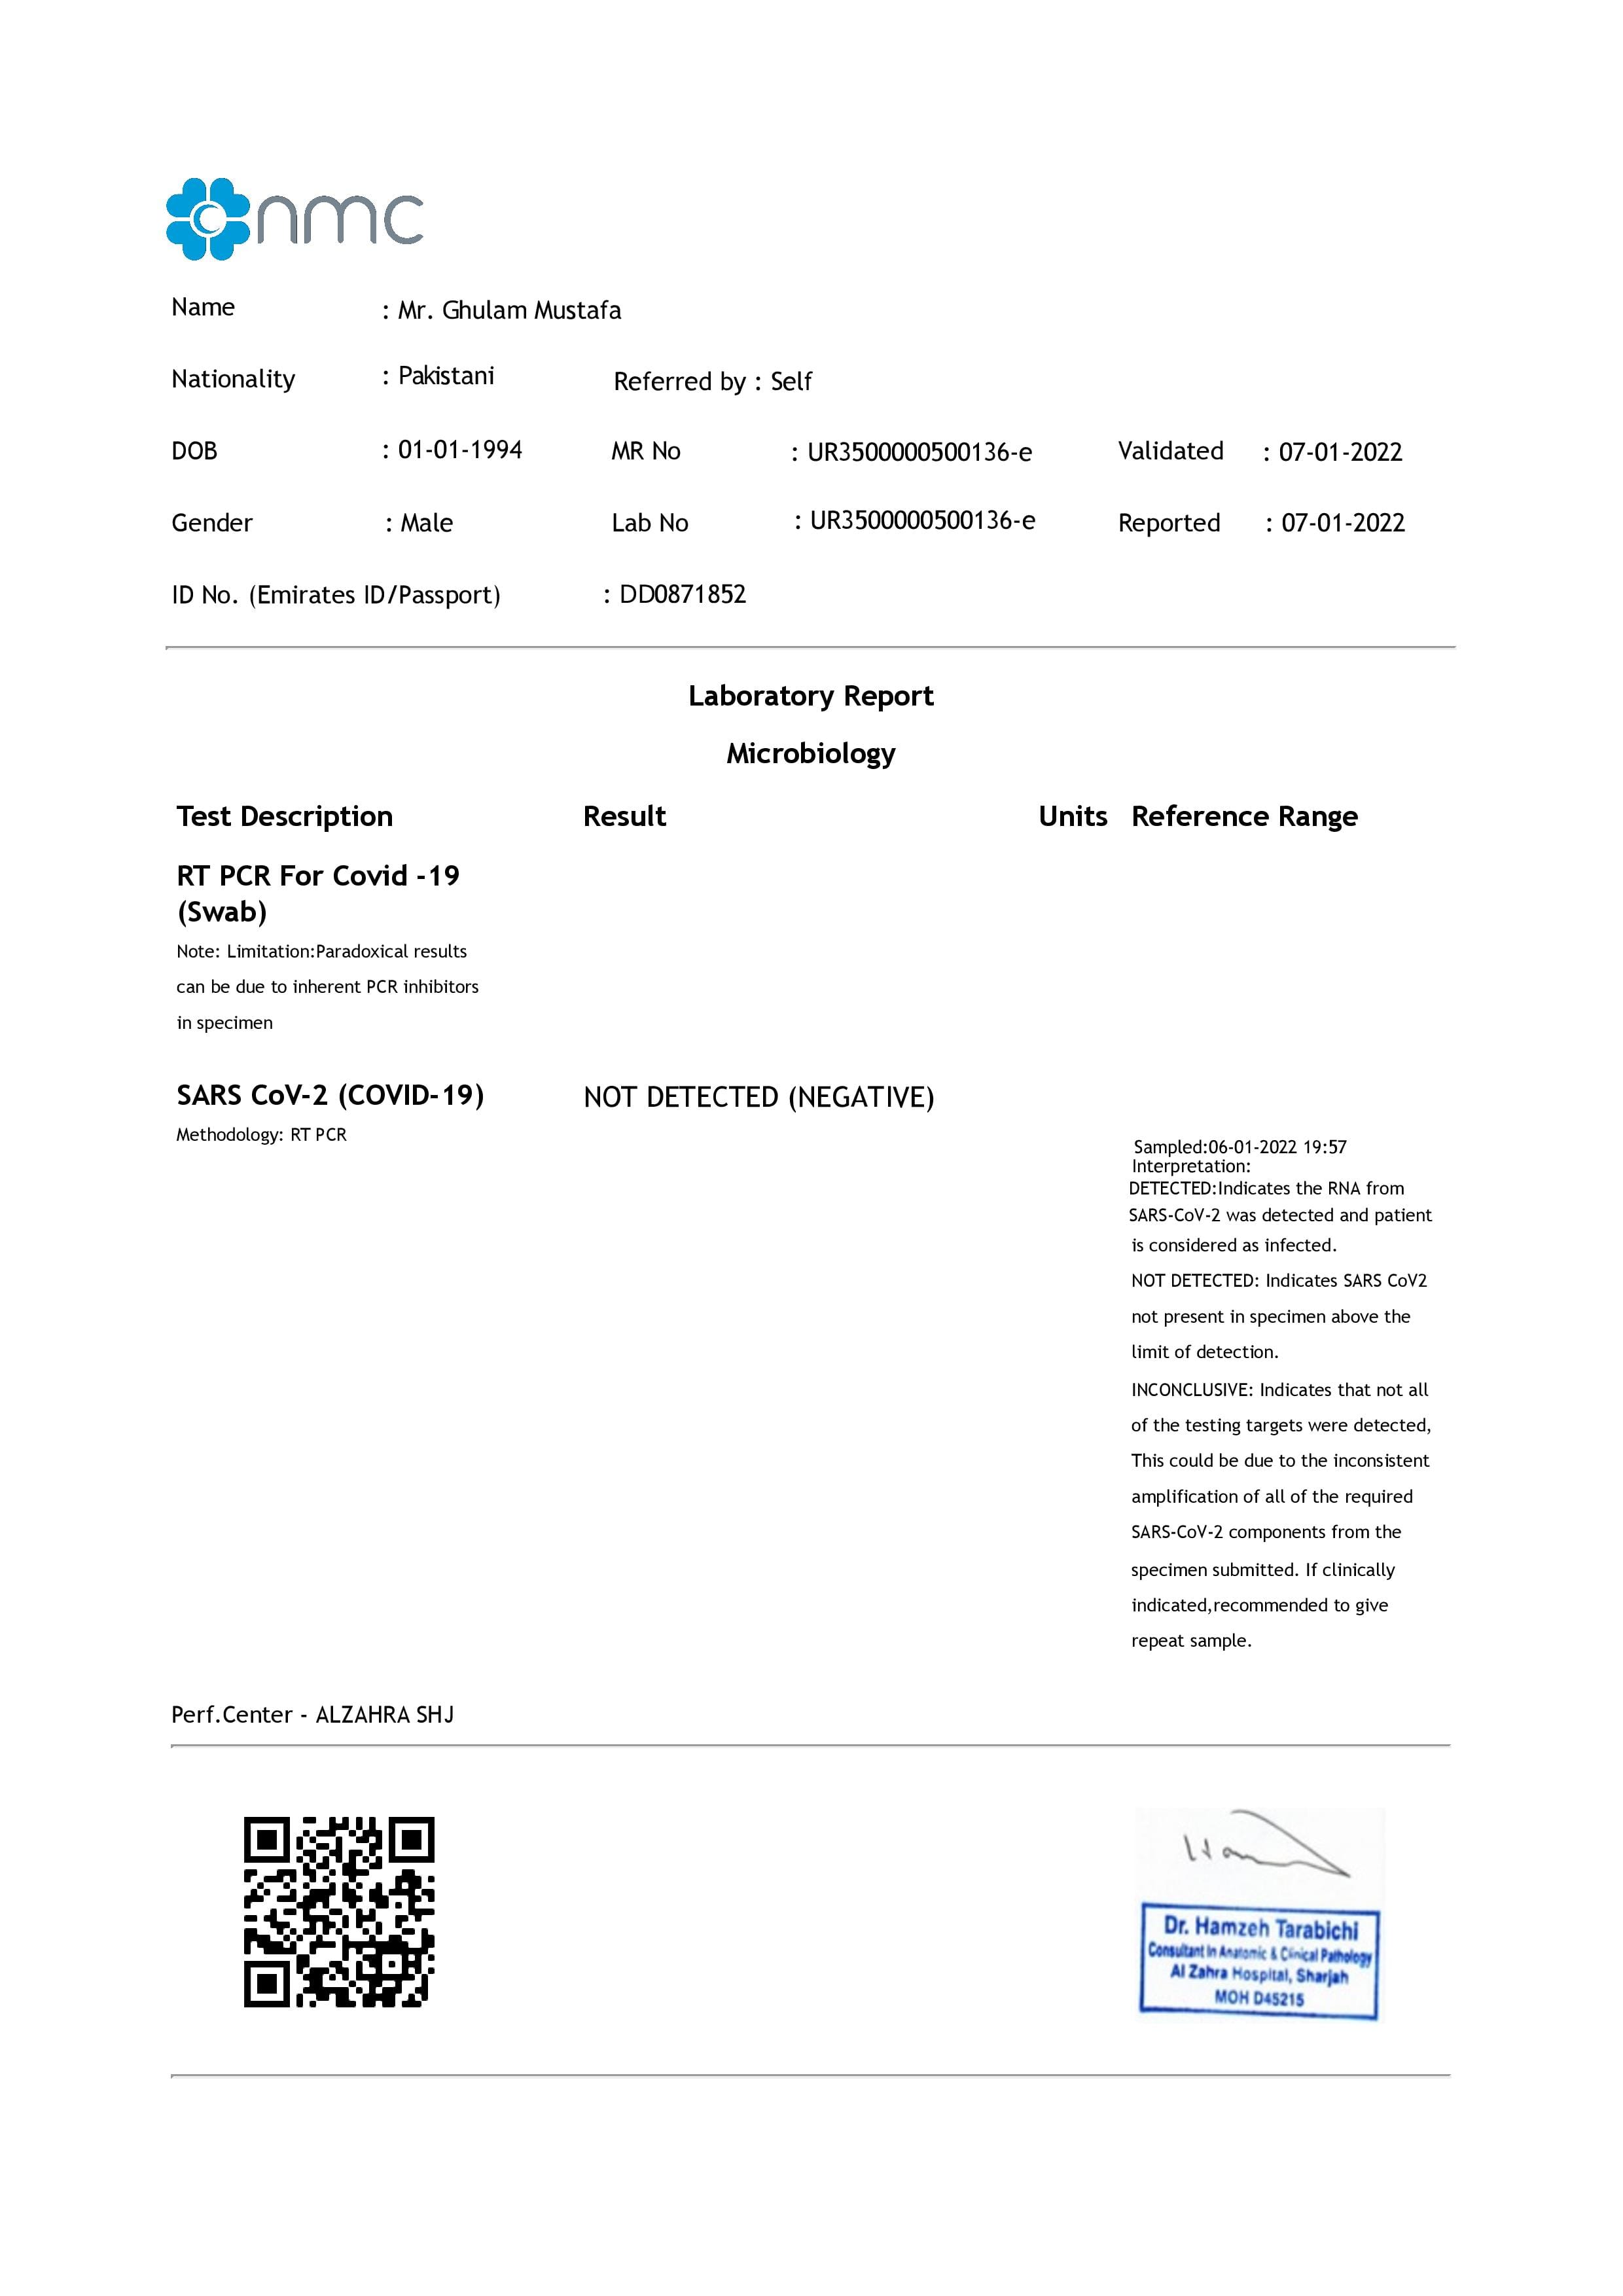 nmc
Name : Mr. Ghulam Mustafa
Nationality : Pakistani Referred by : Self
DOB : 01-01-1994 MR No : UR3500000500136-e Validated : 07-01-2022
Gender : Male Lab No : UR3500000500136-e Reported : 07-01-2022
ID No. (Emirates ID/Passport) : DD0871852
Laboratory Report
Microbiology
Test Description Result Units Reference Range
RT PCR For Covid -19
(Swab)
Note: Limitation:Paradoxical results
can be due to inherent PCR inhibitors
in specimen
SARS CoV-2 (COVID-19) NOT DETECTED (NEGATIVE)
Methodology: RT PCR
Sampled:06-01-2022 19:57
Interpretation:
DETECTED:Indicates the RNA from
SARS-CoV-2 was detected and patient
is considered as infected.
NOT DETECTED: Indicates SARS CoV2
not present in specimen above the
limit of detection.
INCONCLUSIVE: Indicates that not all
of the testing targets were detected,
This could be due to the inconsistent
amplification of all of the required
SARS-CoV-2 components from the
specimen submitted. If clinically
indicated,recommended to give
repeat sample.
Perf.Center - ALZAHRA SHJ
Dr. Hamzeh Tarabichi
Consultant In Anatomic & Clinical Pathology
Al Zahra Hospital, Sharjah
MOH D45215